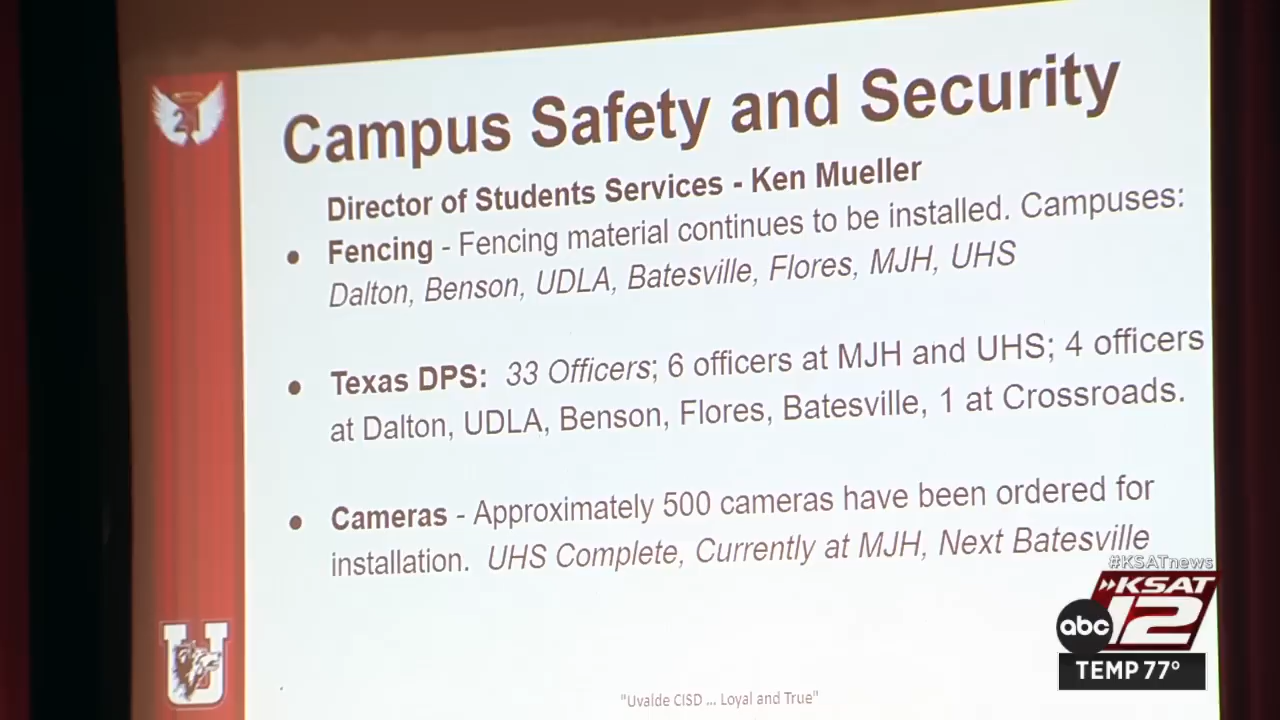 21
Campus Safety and Security
Director of Students Services - Ken Mueller
• Fencing - Fencing material continues to be installed. Campuses:
Dalton, Benson, UDLA, Batesville, Flores, MJH, UHS
• Texas DPS: 33 Officers; 6 officers at MJH and UHS; 4 officers
at Dalton, UDLA, Benson, Flores, Batesville, 1 at Crossroads.
• Cameras - Approximately 500 cameras have been ordered for
installation. UHS Complete, Currently at MJH, Next Batesville
U
"Uvalde CISD ... Loyal and True"
#KSATnews
KSAT
abc 12
TEMP 77°